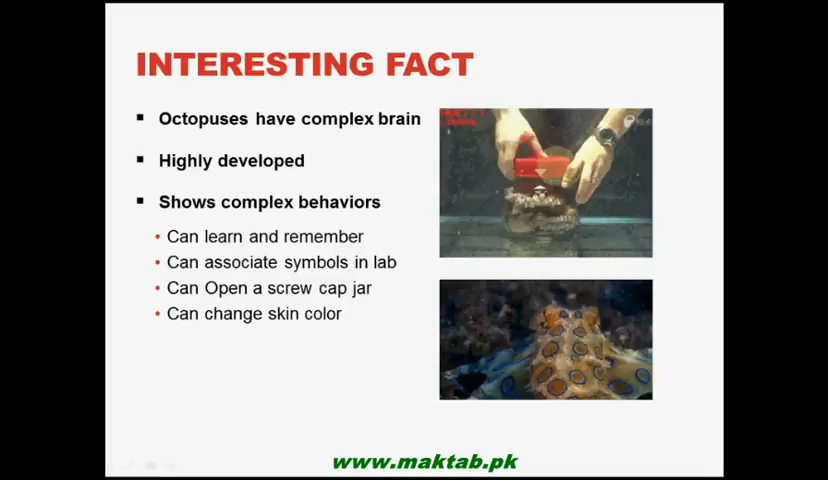 INTERESTING FACT
Octopuses have complex brain
Highly developed
Shows complex behaviors
Can learn and remember
Can associate symbols in lab
Can Open a screw cap jar
Can change skin color
www.maktab.pk